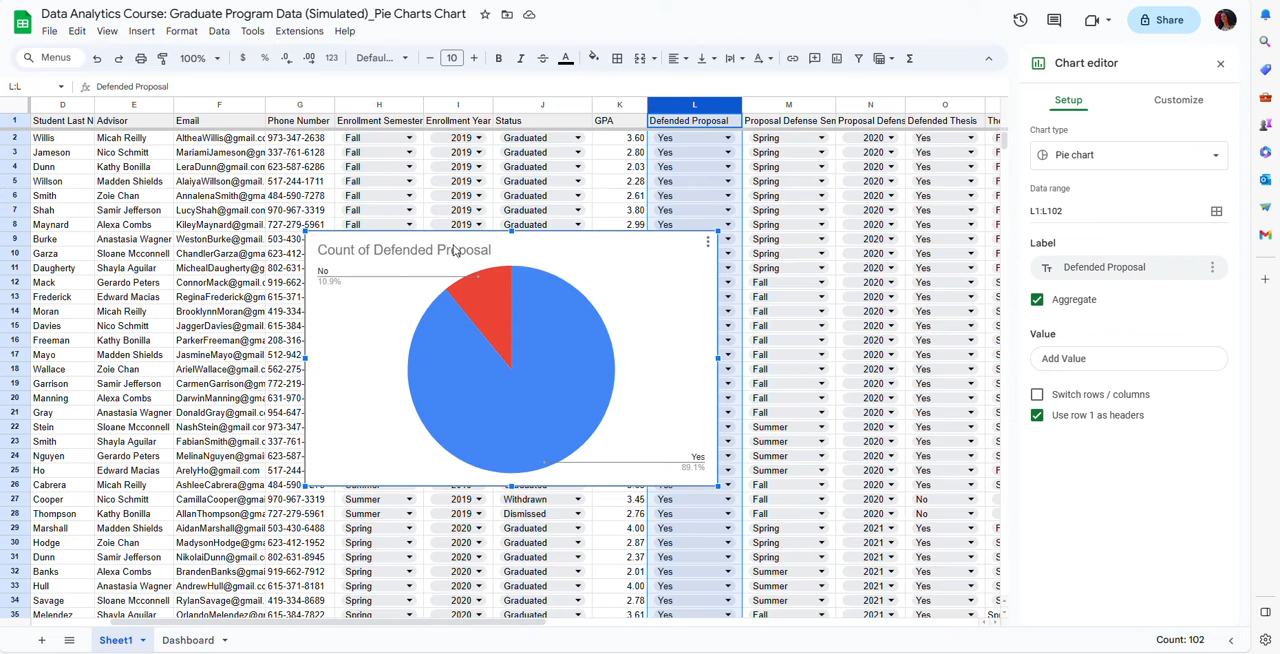 Data Analytics Course: Graduate Program Data (Simulated)_Pie Charts Chart
File Edit View Insert Format Data Tools Extensions Help
Share
Menus 100% $ % .0 .00 123 Defaul... 10 B I A
L:L fx Defended Proposal
D E F G H I J K L M N O
1 Student Last N Advisor Email Phone Number Enrollment Semester Enrollment Year Status GPA Defended Proposal Proposal Defense Sem Proposal Defens Defended Thesis The
2 Willis Micah Reilly AltheaWillis@gmail.cc 973-347-2638 Fall 2019 Graduated 3.60 Yes Spring 2020 Yes F
3 Jameson Nico Schmitt MariamiJameson@gn 337-761-6128 Fall 2019 Graduated 2.80 Yes Spring 2020 Yes F
4 Dunn Kathy Bonilla LeraDunn@gmail.con 623-587-6286 Fall 2019 Graduated 2.03 Yes Spring 2020 Yes F
5 Willson Madden Shields AlaiyaWillson@gmail. 517-244-1711 Fall 2019 Graduated 2.28 Yes Spring 2020 Yes F
6 Smith Zoie Chan AnnalenaSmith@gma 484-590-7278 Fall 2019 Graduated 2.61 Yes Spring 2020 Yes F
7 Shah Samir Jefferson LucyShah@gmail.con 970-967-3319 Fall 2019 Graduated 3.80 Yes Spring 2020 Yes F
8 Maynard Alexa Combs KileyMaynard@gmail. 727-279-5961 Fall 2019 Graduated 2.99 Yes Spring 2020 Yes F
9 Burke Anastasia Wagner WestonBurke@gmail. 503-430- Spring 2020 Yes S
10 Garza Sloane Mcconnell ChandlerGarza@gma 623-412- Spring 2020 Yes S
11 Daugherty Shayla Aguilar MichealDaugherty@g 802-631- Spring 2020 Yes S
12 Mack Gerardo Peters ConnorMack@gmail.c 919-662- Fall 2020 Yes S
13 Frederick Edward Macias ReginaFrederick@gm 615-371- Fall 2020 Yes S
14 Moran Micah Reilly BrooklynnMoran@gm 419-334- Fall 2020 Yes S
15 Davies Nico Schmitt JaggerDavies@gmail. 615-384- Fall 2020 Yes S
16 Freeman Kathy Bonilla ParkerFreeman@gma 208-316- Fall 2020 Yes S
17 Mayo Madden Shields JasmineMayo@gmail 512-942- Fall 2020 Yes S
18 Wallace Zoie Chan ArielWallace@gmail.c 562-275- Fall 2020 Yes S
19 Garrison Samir Jefferson CarmenGarrison@gm 772-219- Fall 2020 Yes S
20 Manning Alexa Combs DarwinManning@gma 631-970- Fall 2020 Yes S
21 Gray Anastasia Wagner DonaldGray@gmail.c 954-647- Fall 2020 Yes S
22 Stein Sloane Mcconnell NashStein@gmail.con 973-347- Summer 2020 Yes S
23 Smith Shayla Aguilar FabianSmith@gmail.c 337-761- Summer 2020 Yes S
24 Nguyen Gerardo Peters MelinaNguyen@gmai 623-587- Summer 2020 Yes S
25 Ho Edward Macias ArelyHo@gmail.com 517-244- Summer 2020 Yes S
26 Cabrera Micah Reilly AshleeCabrera@gmai 484-590- Fall 2020 Yes S
27 Cooper Nico Schmitt CamillaCooper@gmai 970-967-3319 Summer 2019 Withdrawn 3.45 Yes Fall 2020 No
28 Thompson Kathy Bonilla AllanThompson@gma 727-279-5961 Summer 2019 Dismissed 2.76 Yes Fall 2020 No
29 Marshall Madden Shields AidanMarshall@gmail 503-430-6488 Spring 2020 Graduated 4.00 Yes Spring 2021 Yes F
30 Hodge Zoie Chan MadysonHodge@gma 623-412-1952 Spring 2020 Graduated 2.87 Yes Spring 2021 Yes F
31 Dunn Samir Jefferson NikolaiDunn@gmail.cc 802-631-8945 Spring 2020 Graduated 2.37 Yes Spring 2021 Yes F
32 Banks Alexa Combs BrandenBanks@gmai 919-662-7912 Spring 2020 Graduated 2.01 Yes Summer 2021 Yes F
33 Hull Anastasia Wagner AndrewHull@gmail.cc 615-371-8181 Spring 2020 Graduated 4.00 Yes Summer 2021 Yes F
34 Savage Sloane Mcconnell RylanSavage@gmail. 419-334-8689 Spring 2020 Graduated 2.78 Yes Summer 2021 Yes S
35 Melendez Shayla Aguilar OrlandoMelendez@gi 615-384-7822 Spring 2020 Graduated 3.61 Yes Fall 2021 Yes
Count of Defended Proposal
No
10.9%
Yes
89.1%
Chart editor
Setup Customize
Chart type
Pie chart
Data range
L1:L102
Label
Tт Defended Proposal
Aggregate
Value
Add Value
Switch rows / columns
Use row 1 as headers
Sheet1 Dashboard Count: 102